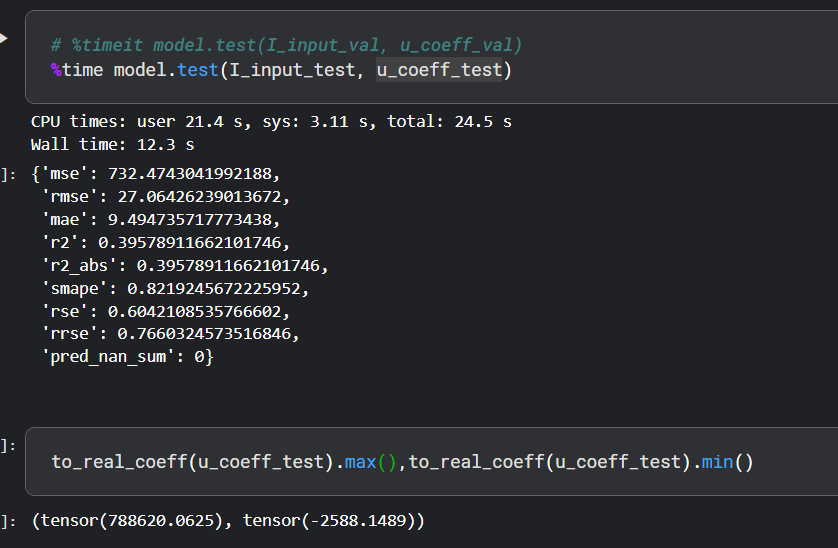 # %timeit model.test(I_input_val, u_coeff_val)
%time model.test(I_input_test, u_coeff_test)
CPU times: user 21.4 s, sys: 3.11 s, total: 24.5 s
Wall time: 12.3 s
]: {'mse': 732.4743041992188,
'rmse': 27.06426239013672,
'mae': 9.494735717773438,
'r2': 0.39578911662101746,
'r2_abs': 0.39578911662101746,
'smape': 0.8219245672225952,
'rse': 0.6042108535766602,
'rrse': 0.7660324573516846,
'pred_nan_sum': 0}
]:
to_real_coeff(u_coeff_test).max(),to_real_coeff(u_coeff_test).min()
]: (tensor(788620.0625), tensor(-2588.1489))